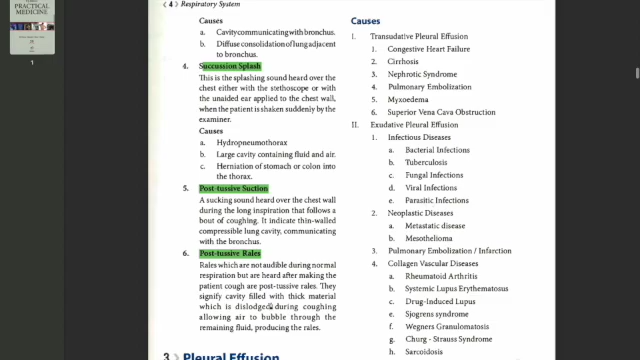 PRACTICAL
MEDICINE
1
⟨ 4 ⟩ Respiratory System
Causes
a. Cavity communicating with bronchus.
b. Diffuse consolidation of lung adjacent
to bronchus.
4. Succussion Splash
This is the splashing sound heard over the
chest either with the stethoscope or with
the unaided ear applied to the chest wall,
when the patient is shaken suddenly by the
examiner.
Causes
a. Hydropneumothorax
b. Large cavity containing fluid and air.
c. Herniation of stomach or colon into
the thorax.
5. Post-tussive Suction
A sucking sound heard over the chest wall
during the long inspiration that follows a
bout of coughing. It indicate thin-walled
compressible lung cavity, communicating
with the bronchus.
6. Post-tussive Rales
Rales which are not audible during normal
respiration but are heard after making the
patient cough are post-tussive rales. They
signify cavity filled with thick material
which is dislodged during coughing
allowing air to bubble through the
remaining fluid, producing the rales.
3 ⟩ Pleural Effusion
Causes
I. Transudative Pleural Effusion
1. Congestive Heart Failure
2. Cirrhosis
3. Nephrotic Syndrome
4. Pulmonary Embolization
5. Myxoedema
6. Superior Vena Cava Obstruction
II. Exudative Pleural Effusion
1. Infectious Diseases
a. Bacterial Infections
b. Tuberculosis
c. Fungal Infections
d. Viral Infections
e. Parasitic Infections
2. Neoplastic Diseases
a. Metastatic disease
b. Mesothelioma
3. Pulmonary Embolization / Infarction
4. Collagen Vascular Diseases
a. Rheumatoid Arthritis
b. Systemic Lupus Erythematosus
c. Drug-induced Lupus
e. Sjogrens syndrome
f. Wegners Granulomatosis
g. Churg - Strauss Syndrome
h. Sarcoidosis